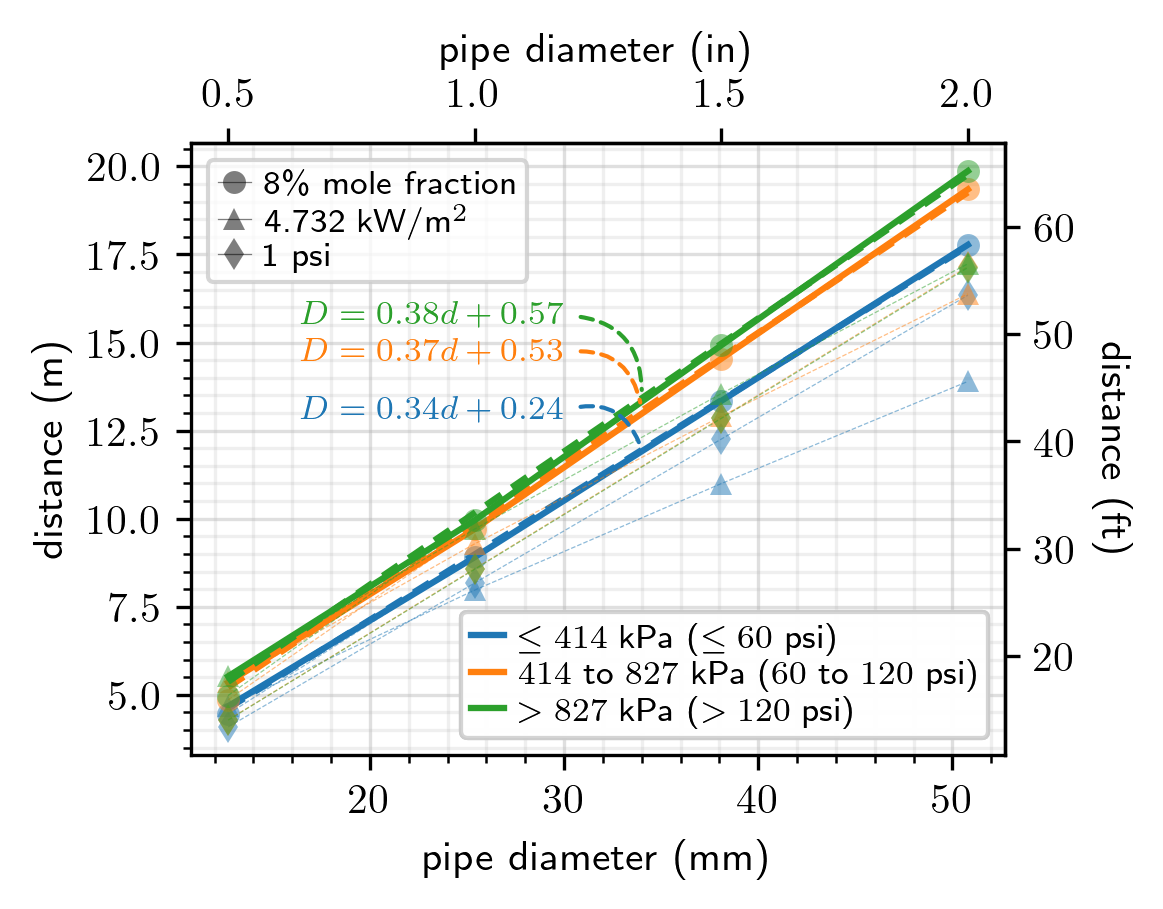 pipe diameter (in)
0.5 1.0 1.5 2.0
20.0
17.5
15.0
12.5
10.0
7.5
5.0
distance (m)
8% mole fraction
4.732 kW/m²
1 psi
D = 0.38d + 0.57
D = 0.37d + 0.53
D = 0.34d + 0.24
≤ 414 kPa (≤ 60 psi)
414 to 827 kPa (60 to 120 psi)
> 827 kPa (> 120 psi)
60
50
40
30
20
distance (ft)
20 30 40 50
pipe diameter (mm)